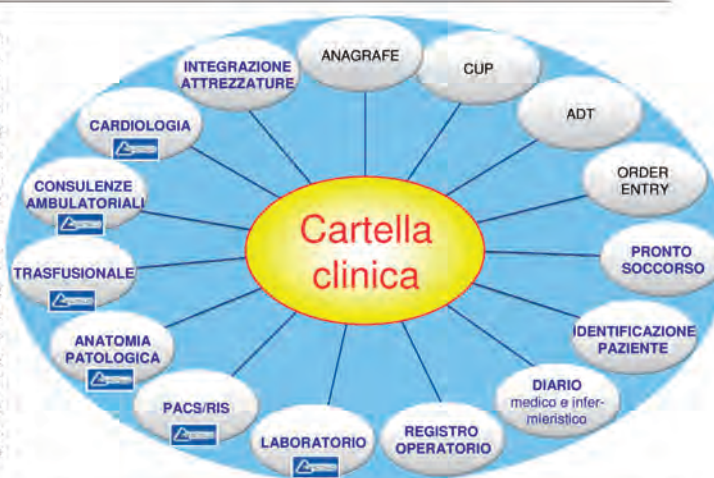 Cartella
clinica
ANAGRAFE
CUP
ADT
ORDER
ENTRY
PRONTO
SOCCORSO
IDENTIFICAZIONE
PAZIENTE
DIARIO
medico e infer-
mieristico
REGISTRO
OPERATORIO
LABORATORIO
PACS/RIS
ANATOMIA
PATOLOGICA
TRASFUSIONALE
CONSULENZE
AMBULATORIALI
CARDIOLOGIA
INTEGRAZIONE
ATTREZZATURE